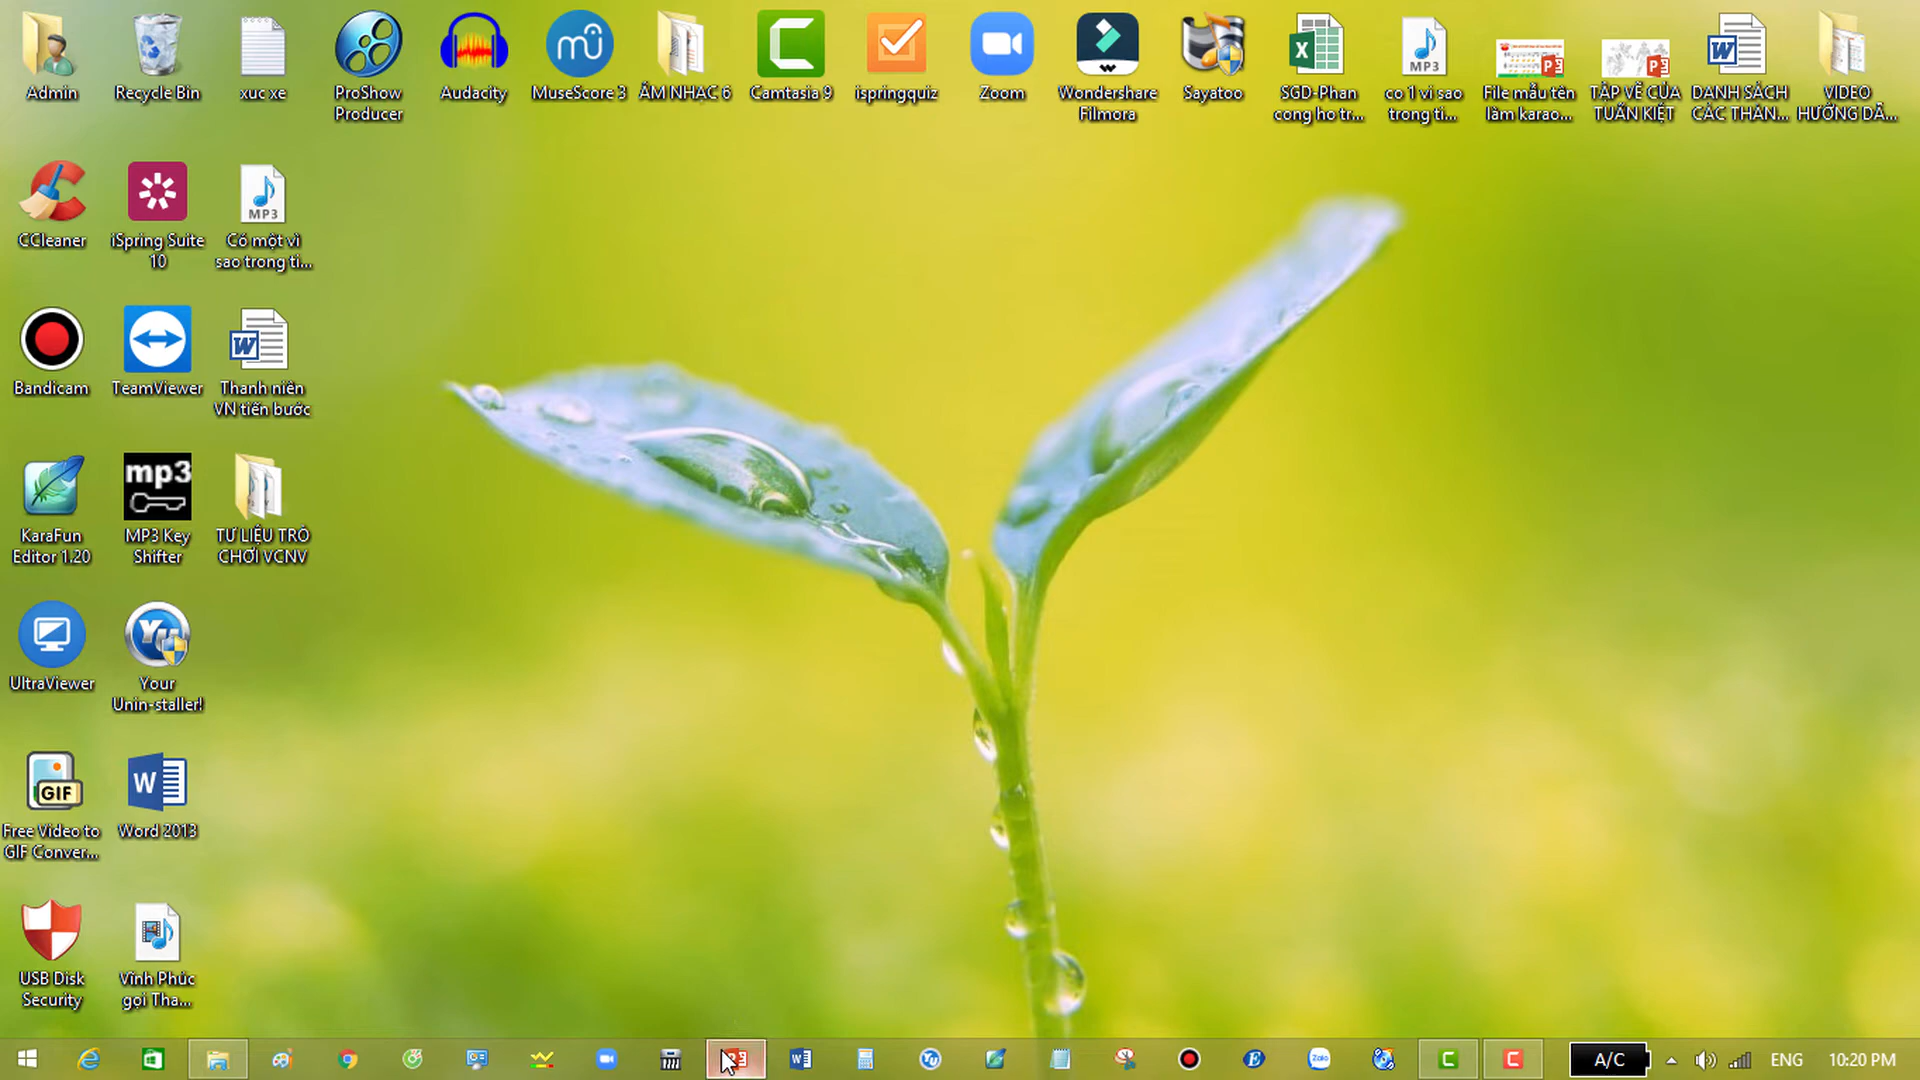 Admin
Recycle Bin
xuc xe
ProShow
Producer
Audacity
MuseScore 3
ÂM NHẠC 6
Camtasia 9
ispringquiz
Zoom
Wondershare
Filmora
Sayatoo
SGD-Phan
cong ho tr...
co 1 vi sao
trong ti...
File mẫu tên
làm karao...
TẬP VẼ CỦA
TUẤN KIỆT
DANH SÁCH
CÁC THÀN...
VIDEO
HƯỚNG DẪ...
X
MP3
P
P
W
CCleaner
iSpring Suite
10
MP3
Có một vì
sao trong ti...
Bandicam
TeamViewer
W
Thanh niên
VN tiến bước
KaraFun
Editor 1.20
mp3
MP3 Key
Shifter
TƯ LIỆU TRÒ
CHƠI VCNV
UltraViewer
YU
Your
Unin-staller!
GIF
Free Video to
GIF Conver...
W
Word 2013
USB Disk
Security
Vĩnh Phúc
gọi Tha...
Zalo
A/C
ENG
10:20 PM